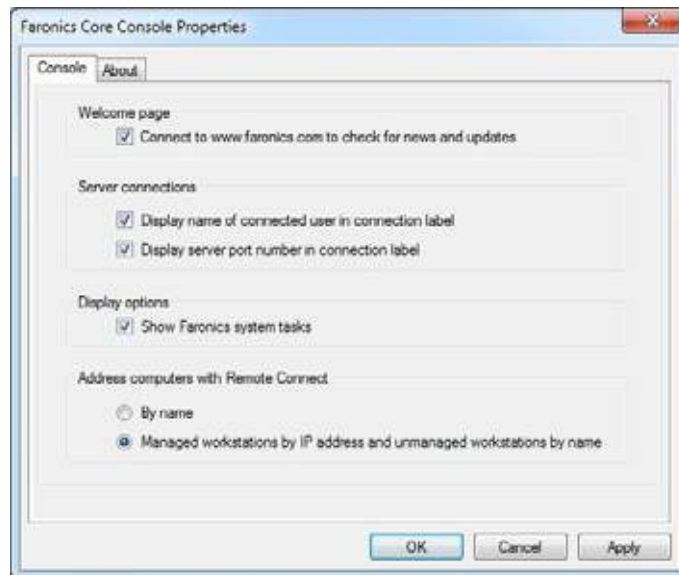 Faronics Core Console Properties
Console About
Welcome page
Connect to www.faronics.com to check for news and updates
Server connections
Display name of connected user in connection label
Display server port number in connection label
Display options
Show Faronics system tasks
Address computers with Remote Connect
By name
Managed workstations by IP address and unmanaged workstations by name
OK Cancel Apply